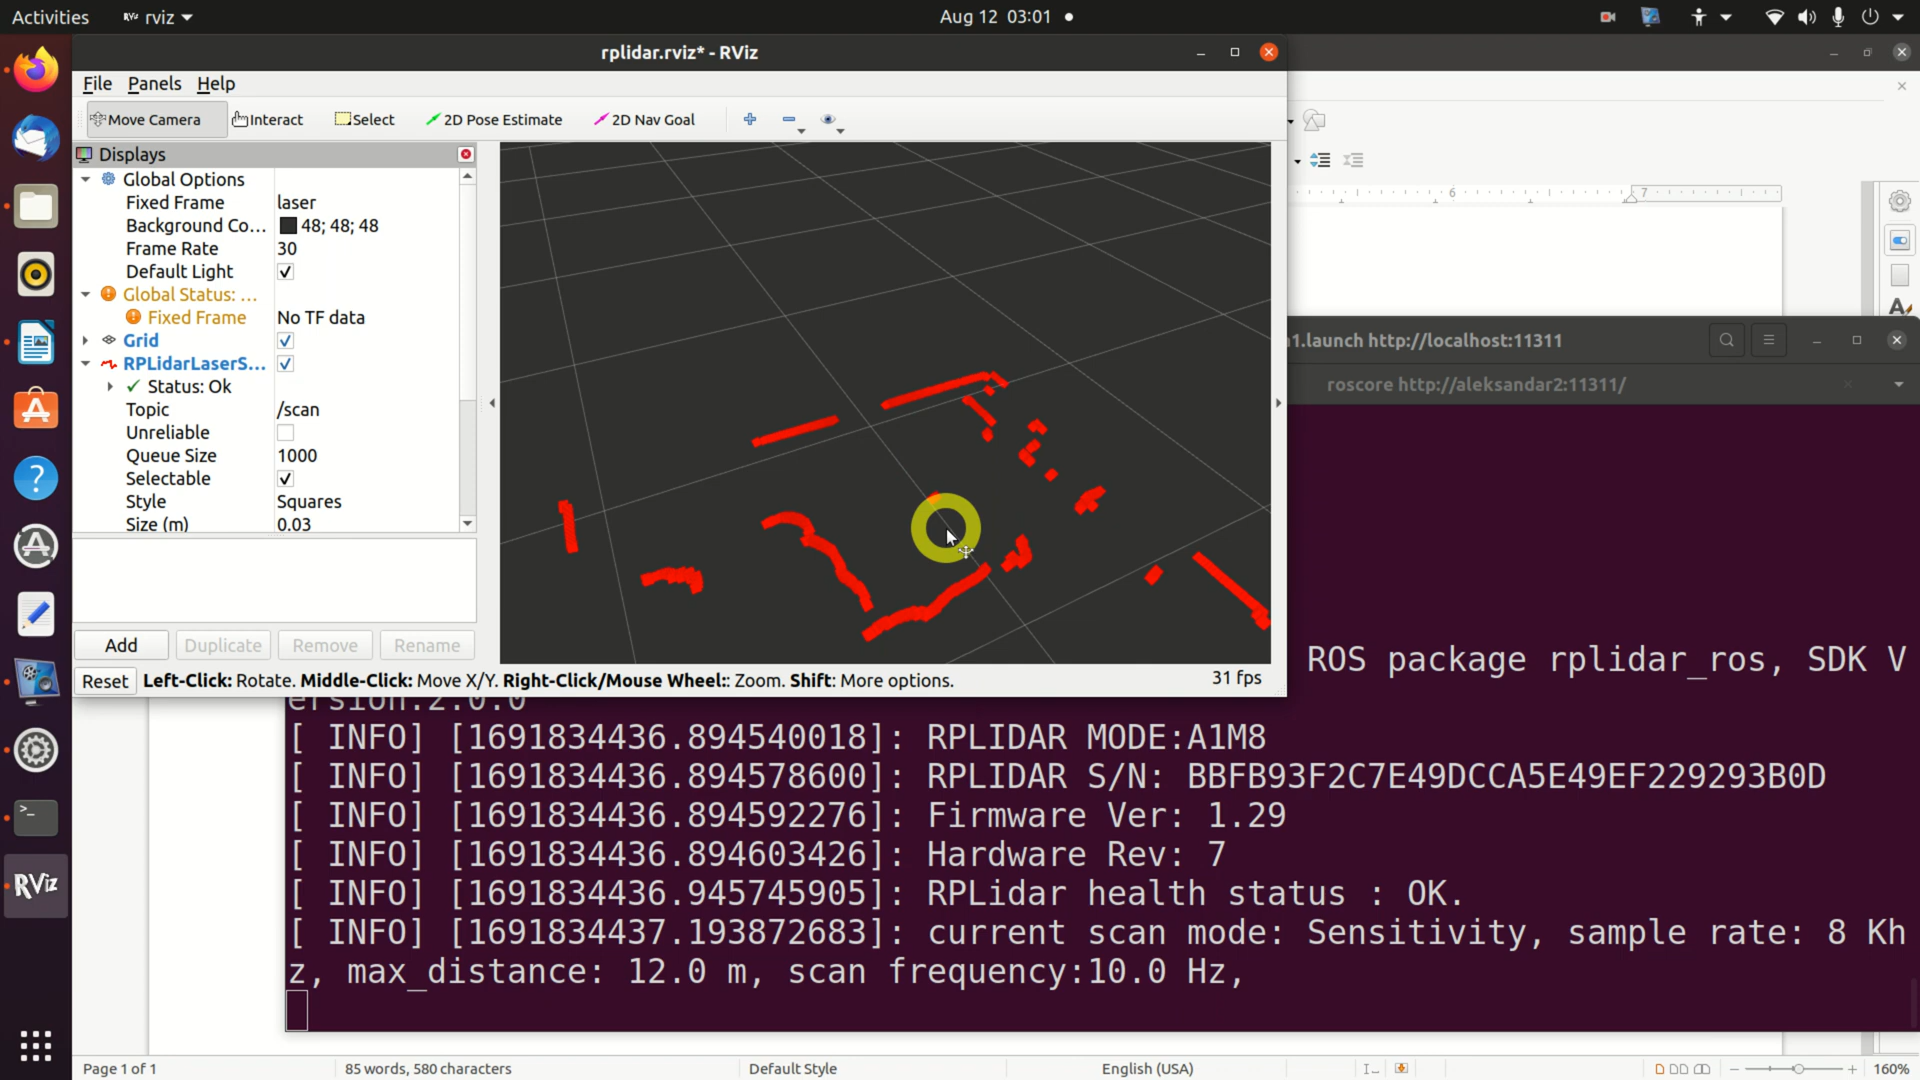 Activities
RViz rviz
Aug 12 03:01
rplidar.rviz* - RViz
File Panels Help
Move Camera
Interact
Select
2D Pose Estimate
2D Nav Goal
Displays
Global Options
Fixed Frame laser
Background Co... 48; 48; 48
Frame Rate 30
Default Light
Global Status: ...
Fixed Frame No TF data
Grid
RPLidarLaserS...
Status: Ok
Topic /scan
Unreliable
Queue Size 1000
Selectable
Style Squares
Size (m) 0.03
Add Duplicate Remove Rename
Reset Left-Click: Rotate. Middle-Click: Move X/Y. Right-Click/Mouse Wheel:: Zoom. Shift: More options. 31 fps
6 7
1.launch http://localhost:11311
roscore http://aleksandar2:11311/
ROS package rplidar_ros, SDK V
ersion:2.0.0
[ INFO] [1691834436.894540018]: RPLIDAR MODE:A1M8
[ INFO] [1691834436.894578600]: RPLIDAR S/N: BBFB93F2C7E49DCCA5E49EF229293B0D
[ INFO] [1691834436.894592276]: Firmware Ver: 1.29
[ INFO] [1691834436.894603426]: Hardware Rev: 7
[ INFO] [1691834436.945745905]: RPLidar health status : OK.
[ INFO] [1691834437.193872683]: current scan mode: Sensitivity, sample rate: 8 Kh
z, max_distance: 12.0 m, scan frequency:10.0 Hz,
RViz
Page 1 of 1
85 words, 580 characters
Default Style
English (USA)
160%